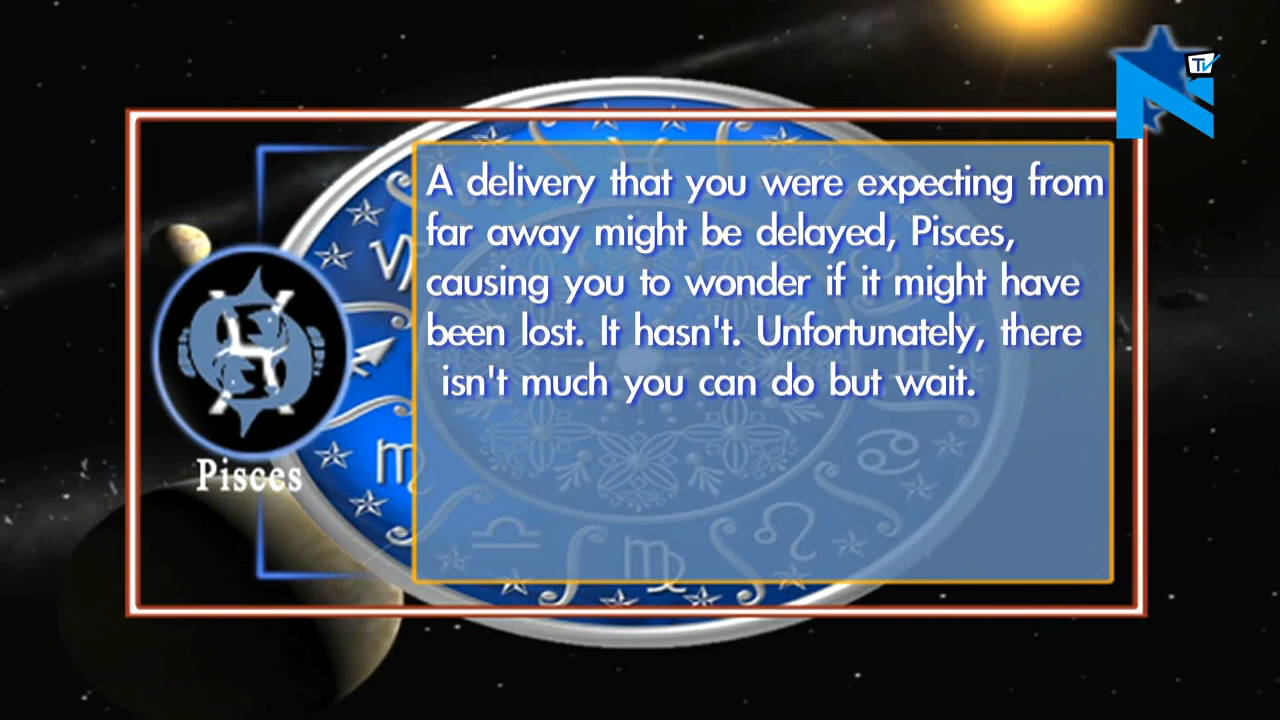 TV
A delivery that you were expecting from
far away might be delayed, Pisces,
causing you to wonder if it might have
been lost. It hasn't. Unfortunately, there
isn't much you can do but wait.
Pisces